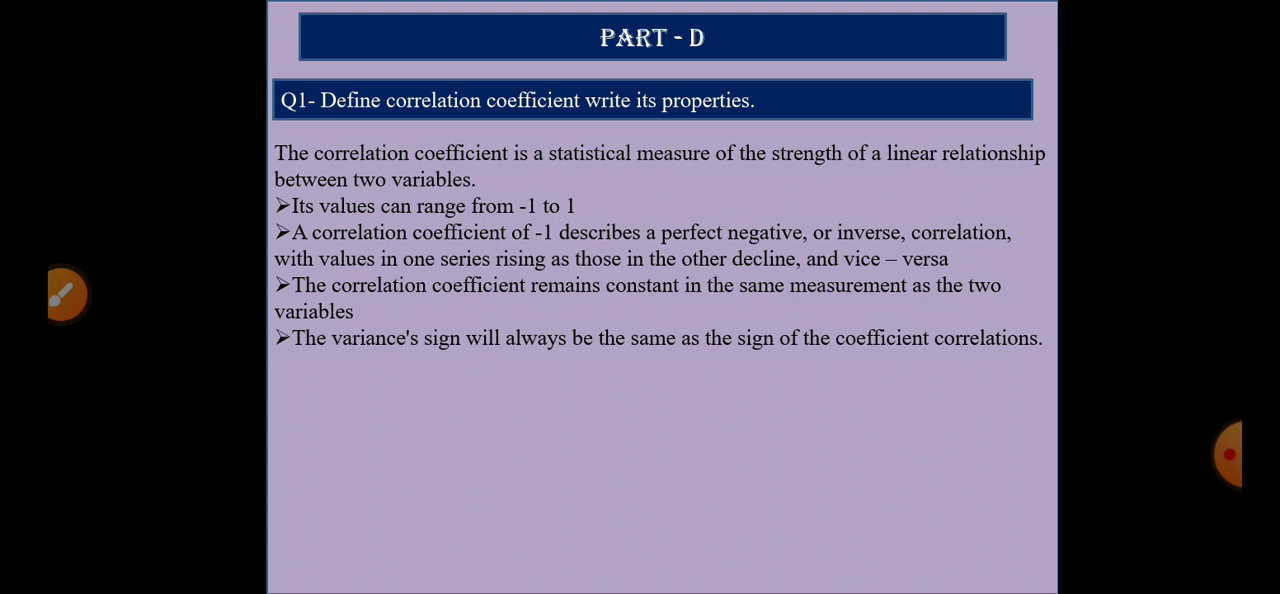 PART - D
Q1- Define correlation coefficient write its properties.
The correlation coefficient is a statistical measure of the strength of a linear relationship
between two variables.
➢Its values can range from -1 to 1
➢A correlation coefficient of -1 describes a perfect negative, or inverse, correlation,
with values in one series rising as those in the other decline, and vice – versa
➢The correlation coefficient remains constant in the same measurement as the two
variables
➢The variance's sign will always be the same as the sign of the coefficient correlations.